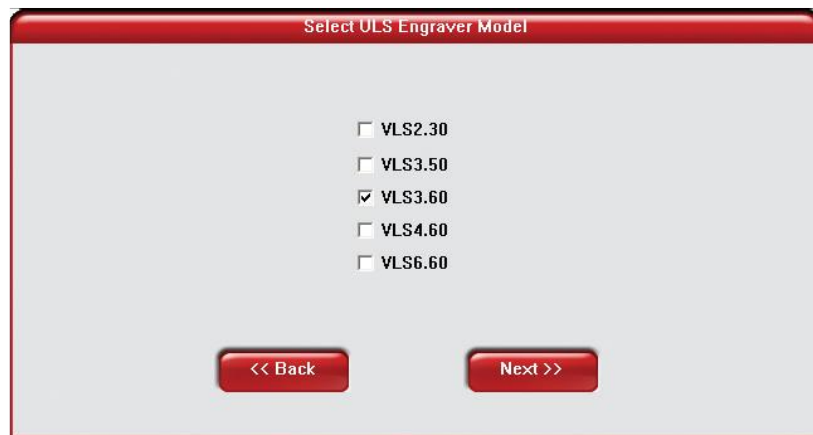 Select ULS Engraver Model
VLS2.30
VLS3.50
VLS3.60
VLS4.60
VLS6.60
<< Back
Next >>